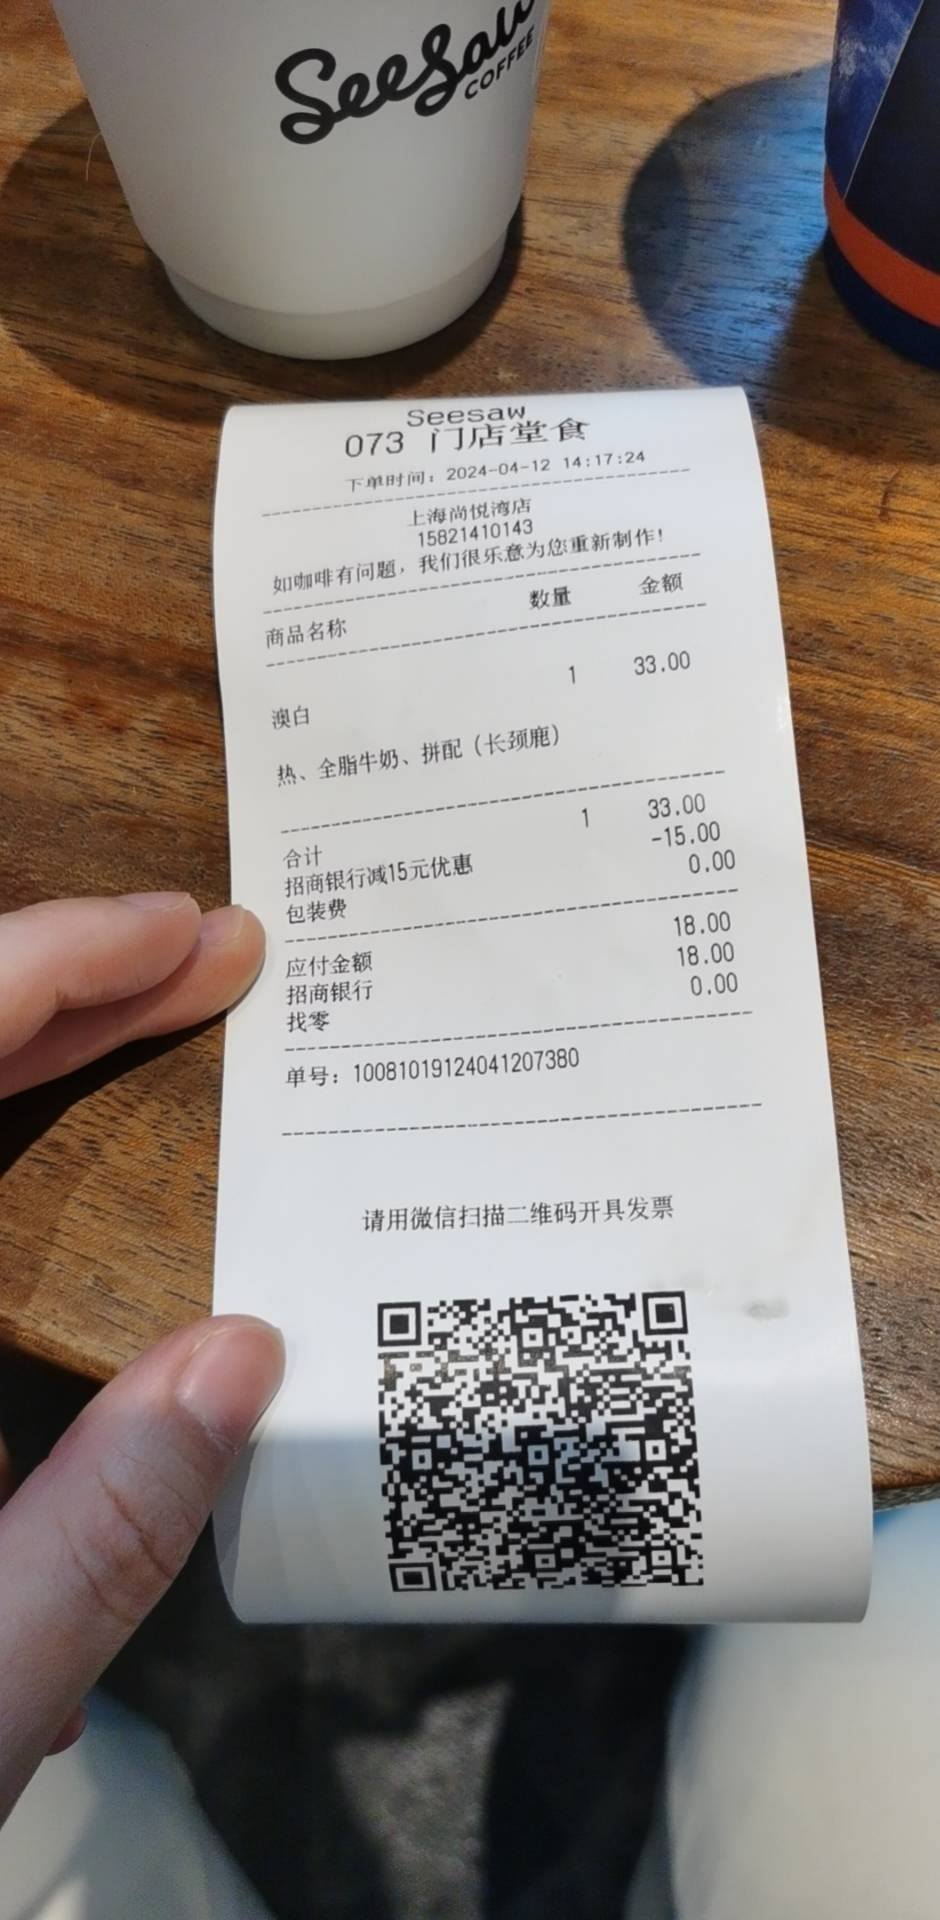 Seesaw
COFFEE
Seesaw
073 门店堂食
下单时间：2024-04-12 14:17:24
上海尚悦湾店
15821410143
如咖啡有问题，我们很乐意为您重新制作！
商品名称 数量 金额
澳白 1 33.00
热、全脂牛奶、拼配（长颈鹿）
合计 1 33.00
招商银行减15元优惠 -15.00
包装费 0.00
应付金额 18.00
招商银行 18.00
找零 0.00
单号：10081019124041207380
请用微信扫描二维码开具发票